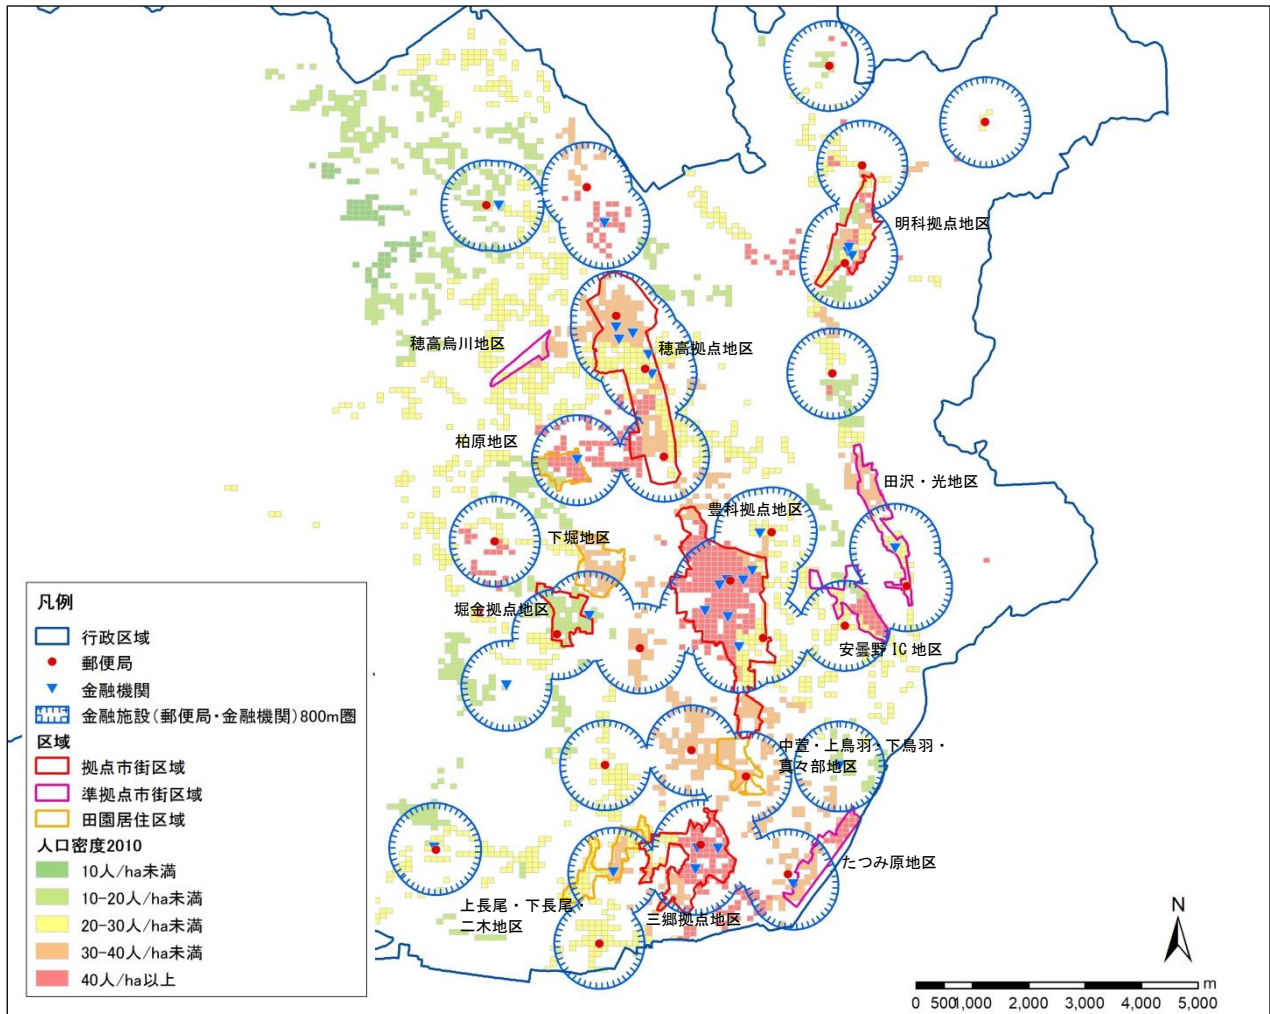 明科拠点地区
穂高烏川地区
穂高拠点地区
柏原地区
田沢・光地区
豊科拠点地区
下堀地区
堀金拠点地区
安曇野IC地区
中萱・上鳥羽・下鳥羽・
真々部地区
たつみ原地区
上長尾・下長尾・
二木地区
三郷拠点地区
凡例
行政区域
郵便局
金融機関
金融施設(郵便局・金融機関)800m圏
区域
拠点市街区域
準拠点市街区域
田園居住区域
人口密度2010
10人/ha未満
10-20人/ha未満
20-30人/ha未満
30-40人/ha未満
40人/ha以上
N
m
0 500 1,000 2,000 3,000 4,000 5,000